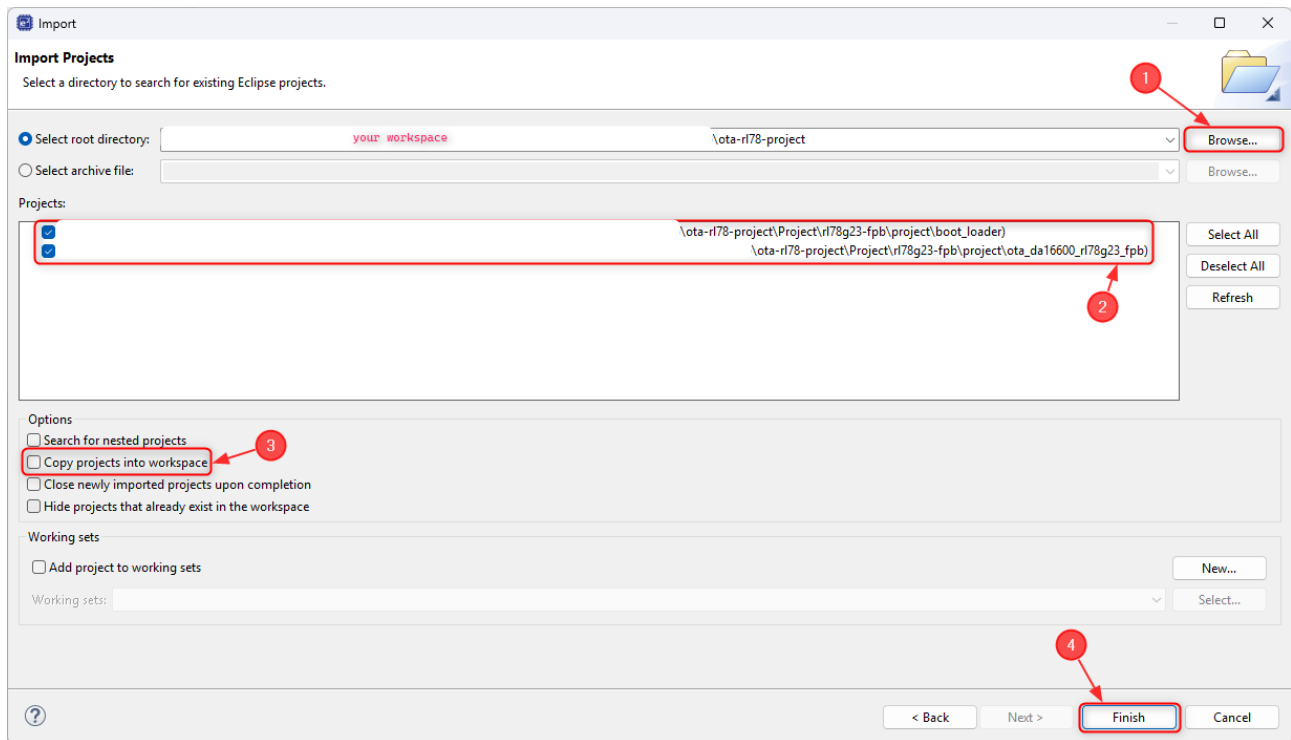 Import
Import Projects
Select a directory to search for existing Eclipse projects.
1
Select root directory: your workspace \ota-rl78-project Browse...
Select archive file: Browse...
Projects:
\ota-rl78-project\Project\rl78g23-fpb\project\boot_loader) Select All
\ota-rl78-project\Project\rl78g23-fpb\project\ota_da16600_rl78g23_fpb)
Deselect All
Refresh
2
Options
Search for nested projects
3
Copy projects into workspace
Close newly imported projects upon completion
Hide projects that already exist in the workspace
Working sets
Add project to working sets New...
Working sets: Select...
4
? < Back Next > Finish Cancel